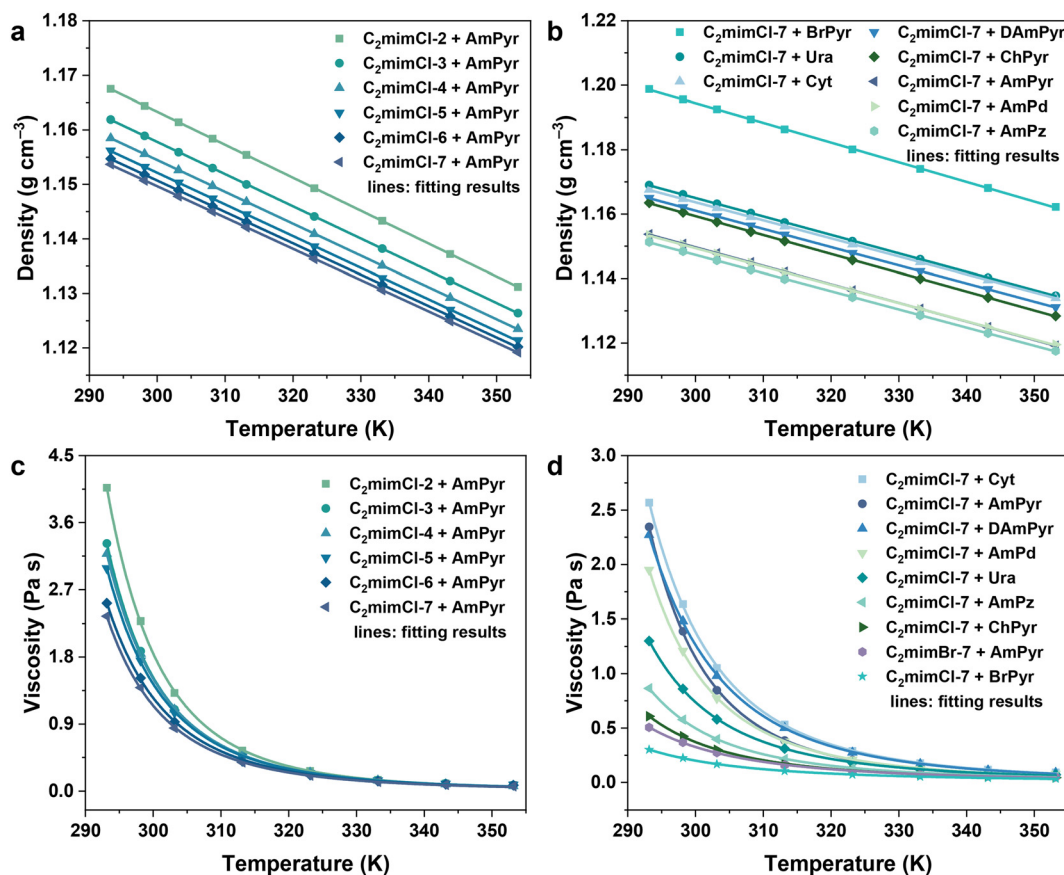 a
1.18
1.17
1.16
1.15
1.14
1.13
1.12
Density (g cm⁻³)
C₂mimCl-2 + AmPyr
C₂mimCl-3 + AmPyr
C₂mimCl-4 + AmPyr
C₂mimCl-5 + AmPyr
C₂mimCl-6 + AmPyr
C₂mimCl-7 + AmPyr
lines: fitting results
290 300 310 320 330 340 350
Temperature (K)
b
1.22
1.20
1.18
1.16
1.14
1.12
Density (g cm⁻³)
C₂mimCl-7 + BrPyr
C₂mimCl-7 + Ura
C₂mimCl-7 + Cyt
C₂mimCl-7 + DAmPyr
C₂mimCl-7 + ChPyr
C₂mimCl-7 + AmPyr
C₂mimCl-7 + AmPd
C₂mimCl-7 + AmPz
lines: fitting results
290 300 310 320 330 340 350
Temperature (K)
c
4.5
3.6
2.7
1.8
0.9
0.0
Viscosity (Pa s)
C₂mimCl-2 + AmPyr
C₂mimCl-3 + AmPyr
C₂mimCl-4 + AmPyr
C₂mimCl-5 + AmPyr
C₂mimCl-6 + AmPyr
C₂mimCl-7 + AmPyr
lines: fitting results
290 300 310 320 330 340 350
Temperature (K)
d
3.0
2.5
2.0
1.5
1.0
0.5
0.0
Viscosity (Pa s)
C₂mimCl-7 + Cyt
C₂mimCl-7 + AmPyr
C₂mimCl-7 + DAmPyr
C₂mimCl-7 + AmPd
C₂mimCl-7 + Ura
C₂mimCl-7 + AmPz
C₂mimCl-7 + ChPyr
C₂mimBr-7 + AmPyr
C₂mimCl-7 + BrPyr
lines: fitting results
290 300 310 320 330 340 350
Temperature (K)